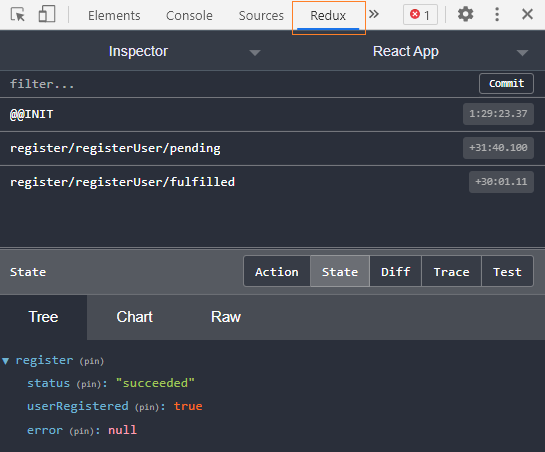 Elements Console Sources Redux » 1
Inspector React App
filter... Commit
@@INIT 1:29:23.37
register/registerUser/pending +31:40.100
register/registerUser/fulfilled +30:01.11
State Action State Diff Trace Test
Tree Chart Raw
register (pin)
status (pin): "succeeded"
userRegistered (pin): true
error (pin): null